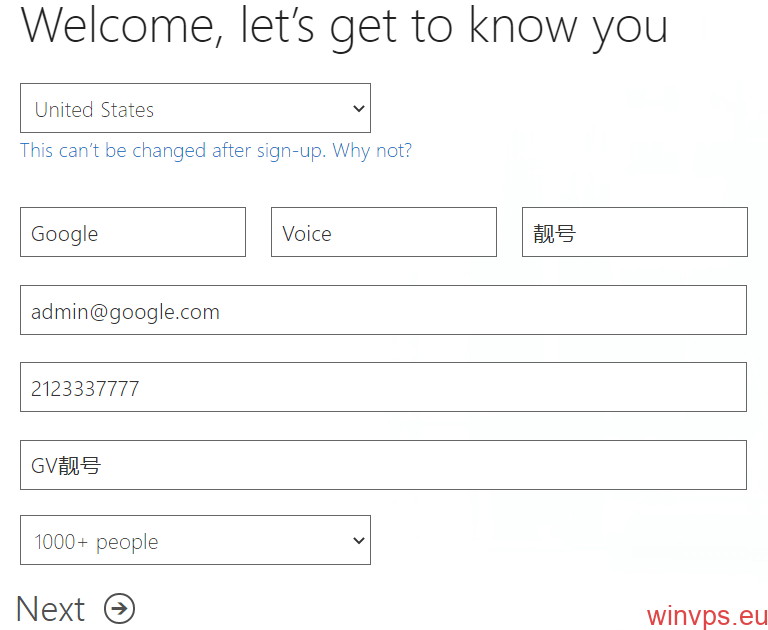 Welcome, let’s get to know you
United States
This can’t be changed after sign-up. Why not?
Google Voice 靓号
admin@google.com
2123337777
GV靓号
1000+ people
Next
winvps.eu